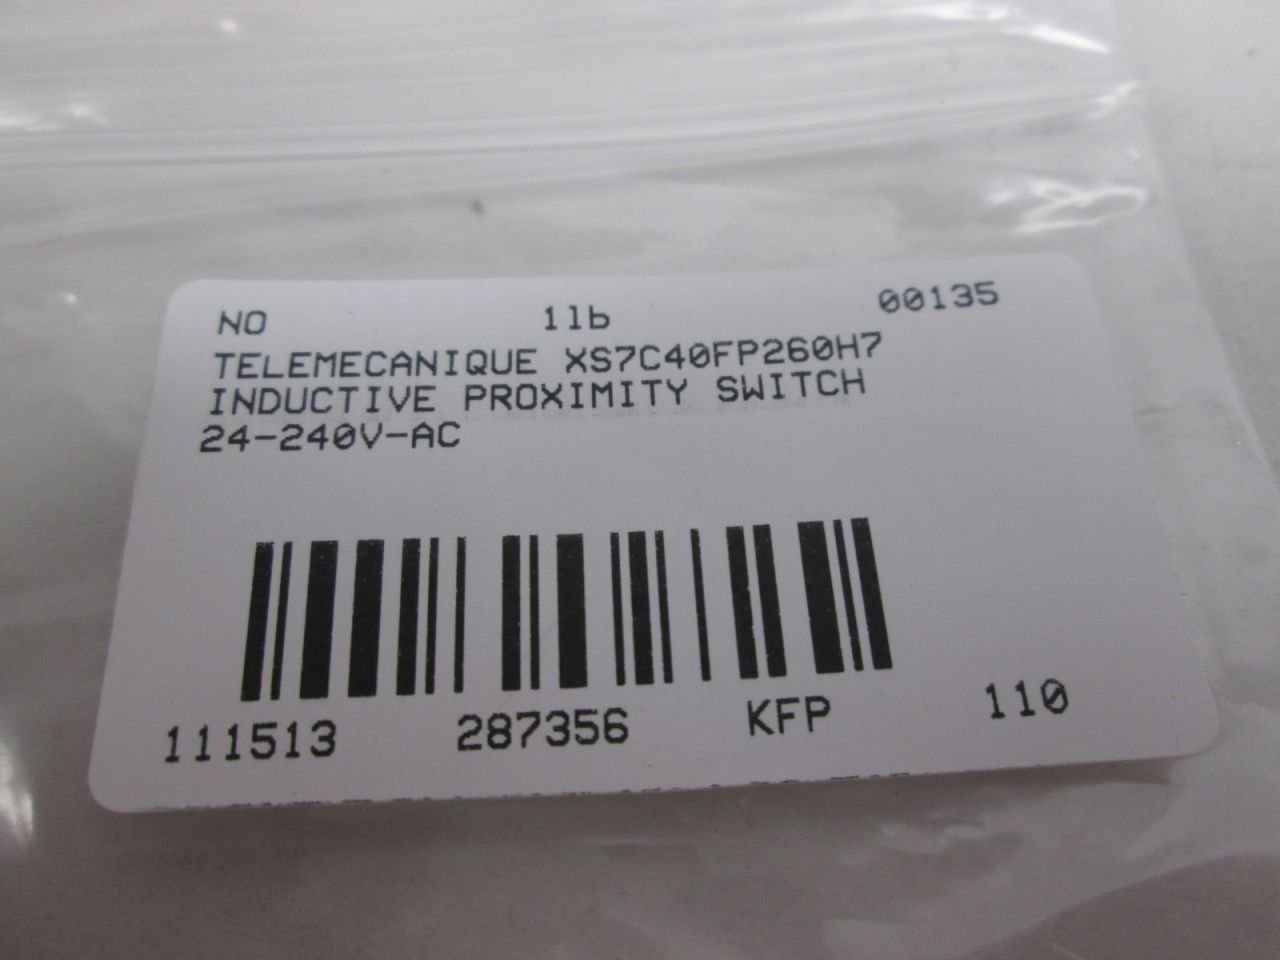 NO 1lb 00135
TELEMECANIQUE XS7C40FP260H7
INDUCTIVE PROXIMITY SWITCH
24-240V-AC
111513 287356 KFP 110